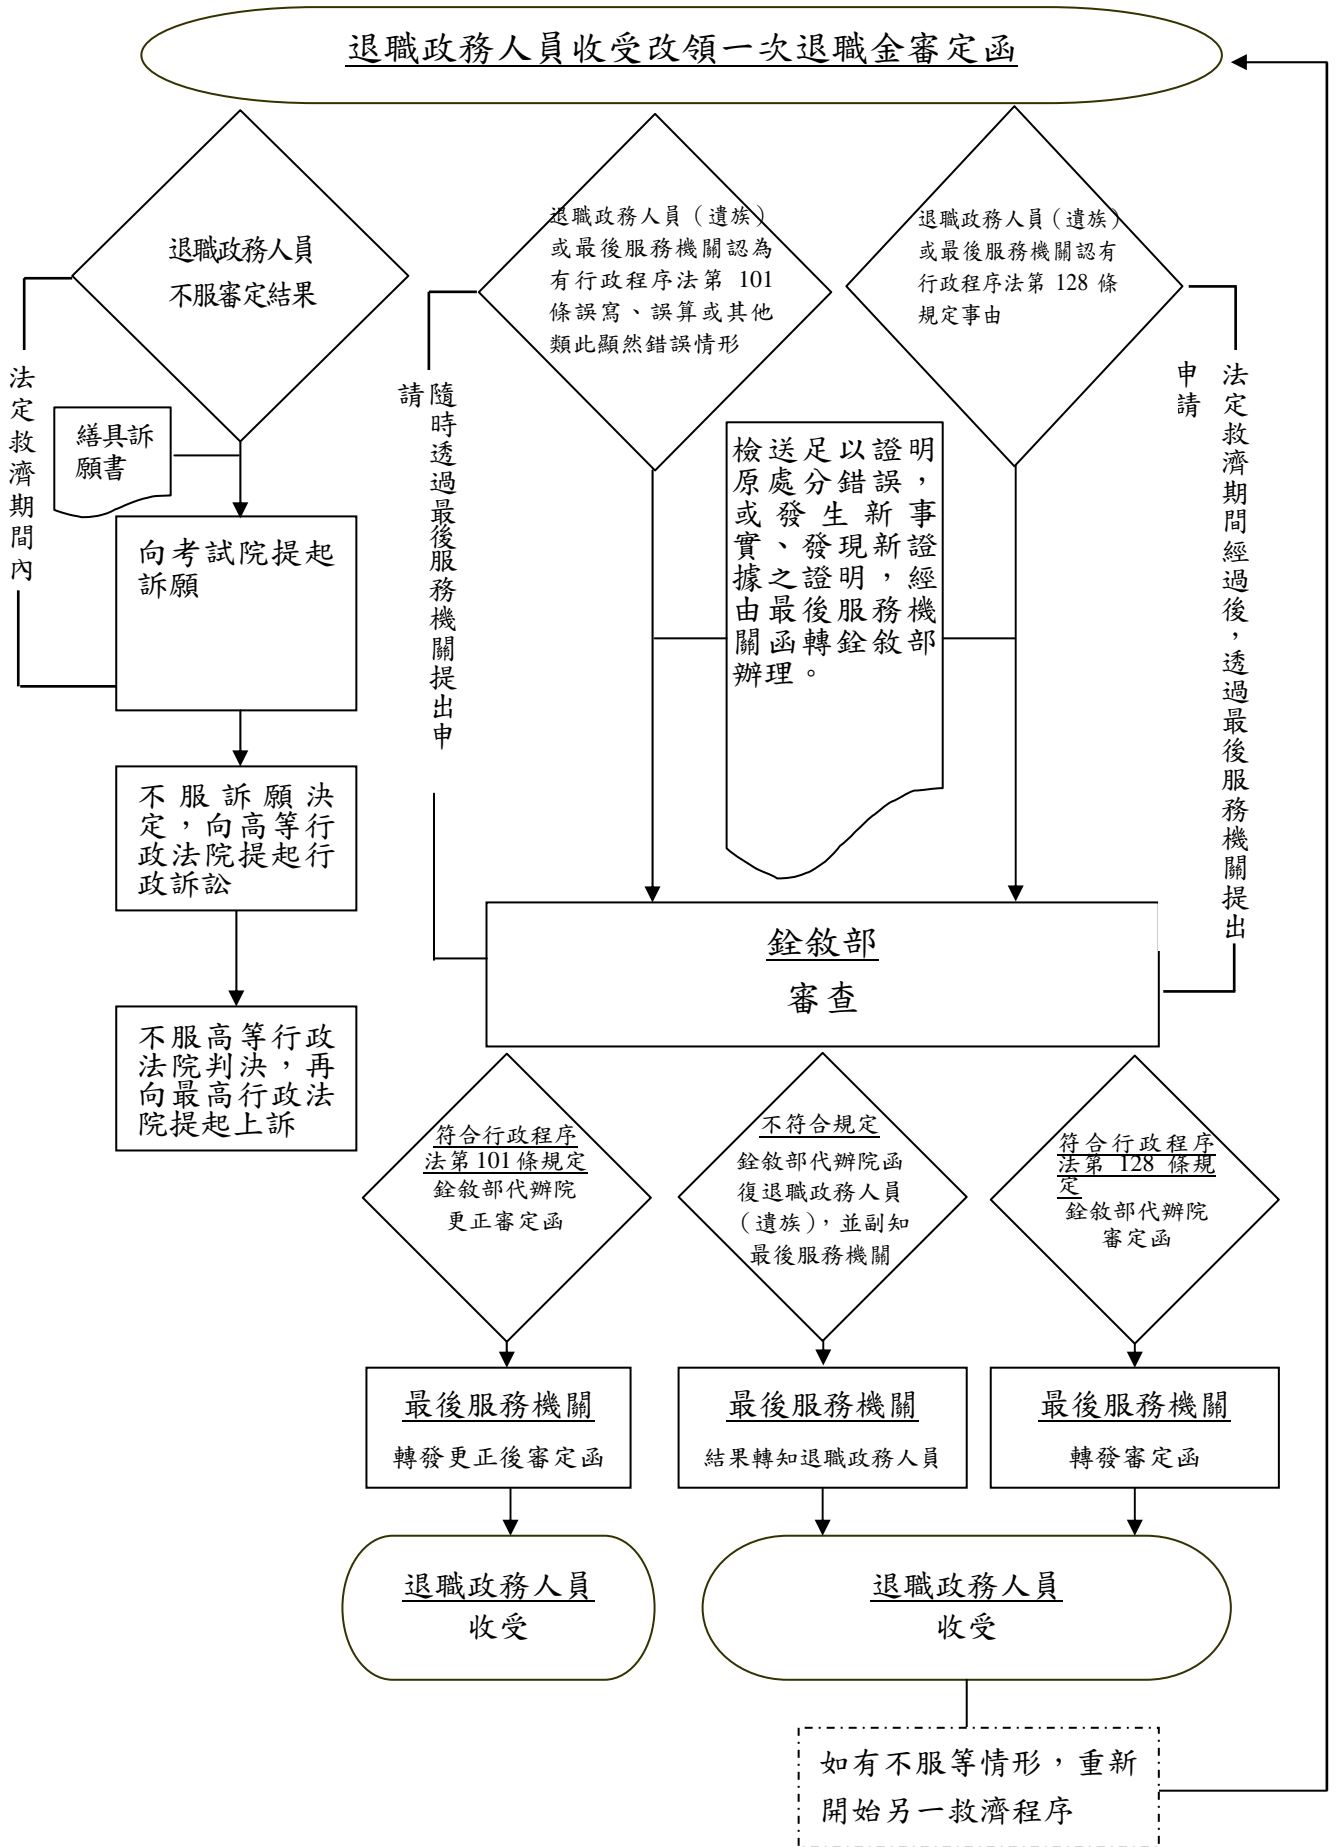 退職政務人員收受改領一次退職金審定函
退職政務人員
不服審定結果
退職政務人員（遺族）
或最後服務機關認為
有行政程序法第 101
條誤寫、誤算或其他
類此顯然錯誤情形
退職政務人員（遺族）
或最後服務機關認有
行政程序法第 128 條
規定事由
法定救濟期間內
繕具訴
願書
隨時透過最後服務機關提出申
請
檢送足以證明
原處分錯誤，
或發生新事
實、發現新證
據之證明，經
由最後服務機
關函轉銓敘部
辦理。
法定救濟期間經過後，透過最後服務機關提出
申請
向考試院提起
訴願
不服訴願決
定，向高等行
政法院提起行
政訴訟
不服高等行政
法院判決，再
向最高行政法
院提起上訴
銓敘部
審查
符合行政程序
法第 101 條規定
銓敘部代辦院
更正審定函
不符合規定
銓敘部代辦院函
復退職政務人員
（遺族），並副知
最後服務機關
符合行政程序
法第 128 條規
定
銓敘部代辦院
審定函
最後服務機關
轉發更正後審定函
最後服務機關
結果轉知退職政務人員
最後服務機關
轉發審定函
退職政務人員
收受
退職政務人員
收受
如有不服等情形，重新
開始另一救濟程序